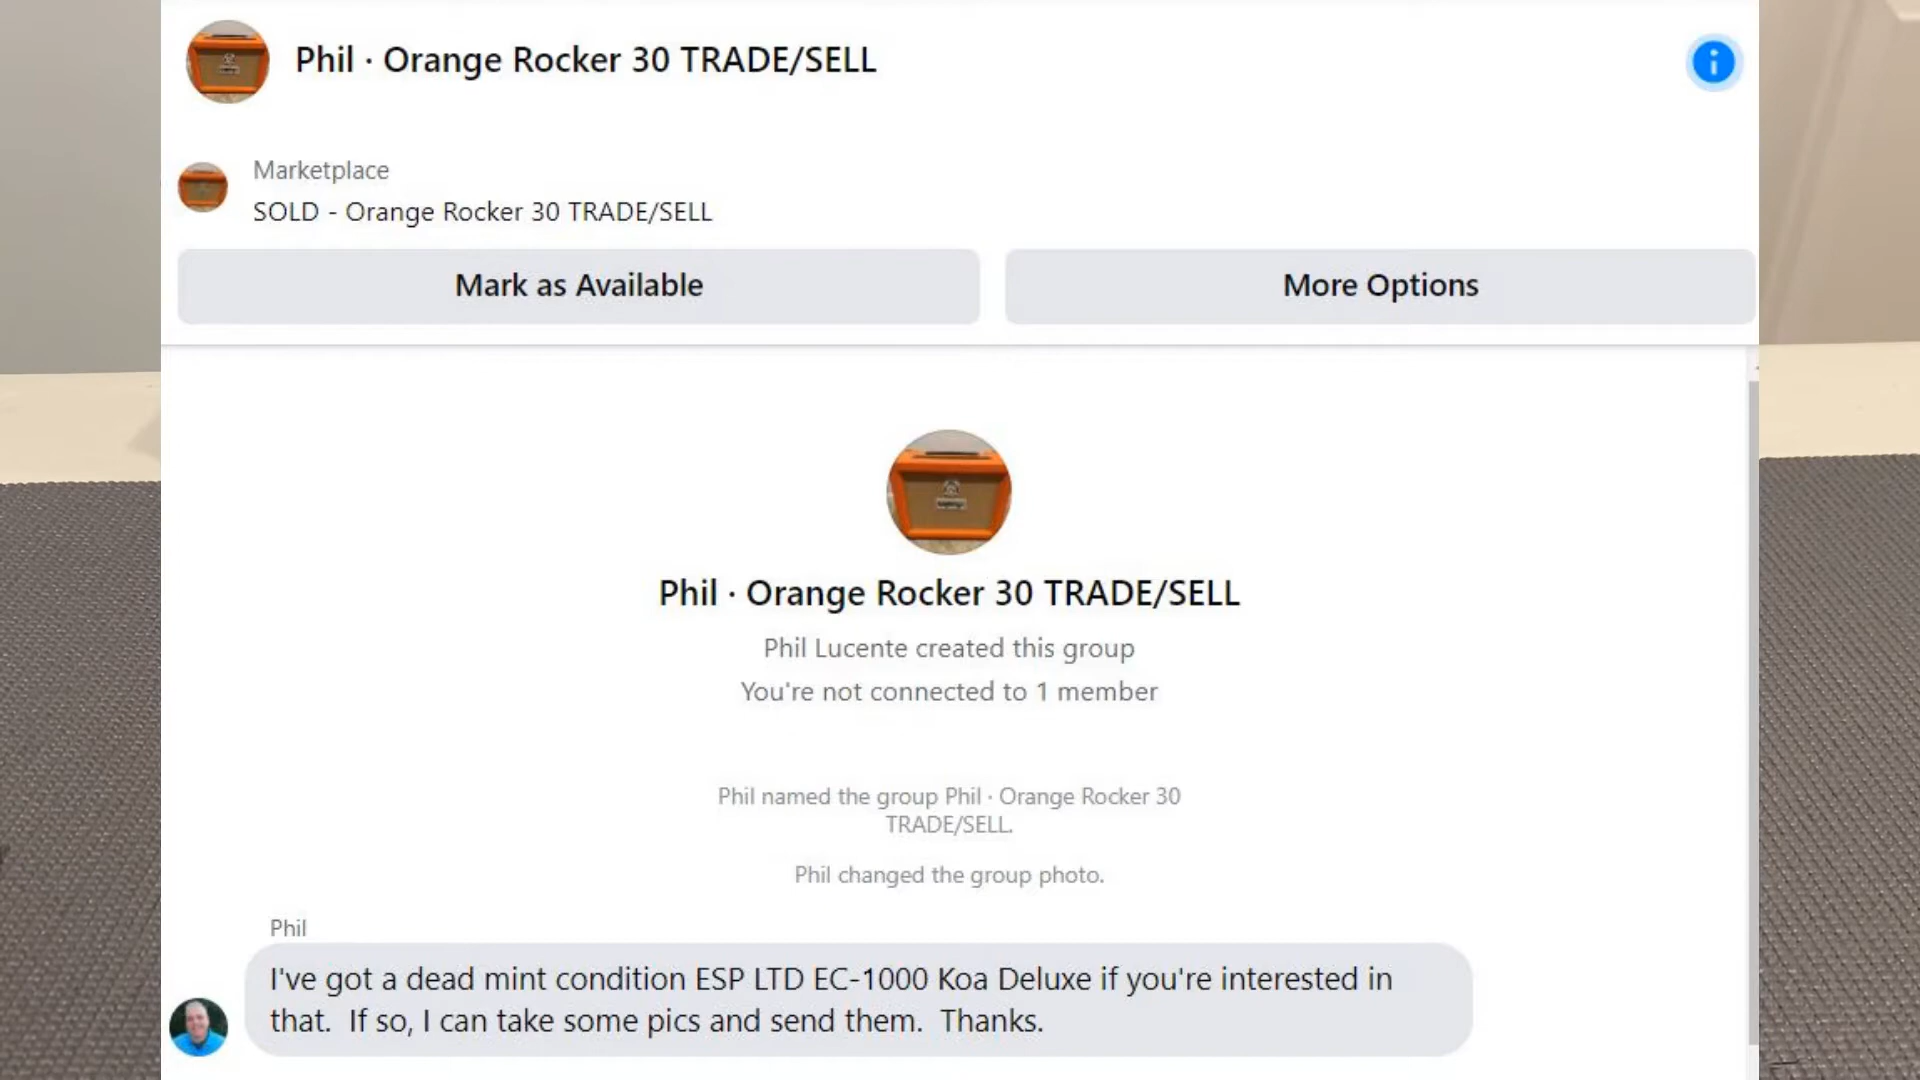 Phil · Orange Rocker 30 TRADE/SELL
Marketplace
SOLD - Orange Rocker 30 TRADE/SELL
Mark as Available
More Options
Phil · Orange Rocker 30 TRADE/SELL
Phil Lucente created this group
You're not connected to 1 member
Phil named the group Phil · Orange Rocker 30
TRADE/SELL.
Phil changed the group photo.
Phil
I've got a dead mint condition ESP LTD EC-1000 Koa Deluxe if you're interested in
that.  If so, I can take some pics and send them.  Thanks.